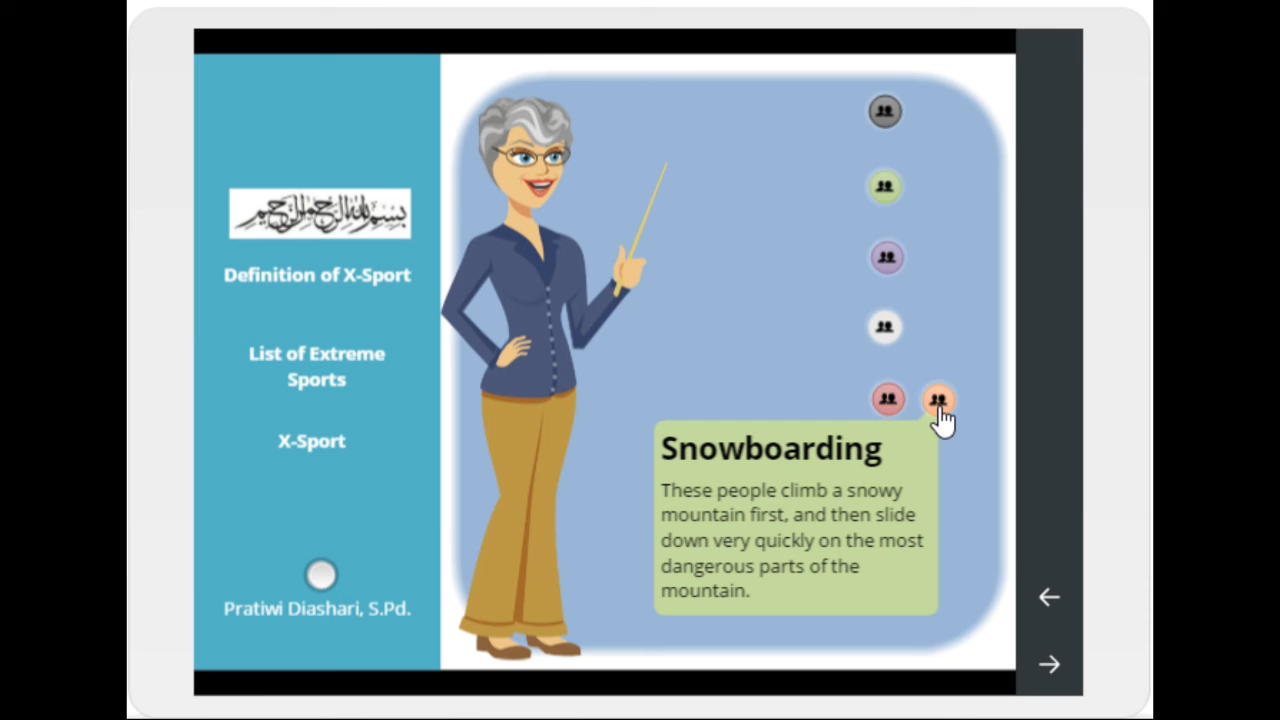 بسم الله الرحمن الرحيم
Definition of X-Sport
List of Extreme
Sports
X-Sport
Pratiwi Diashari, S.Pd.
Snowboarding
These people climb a snowy
mountain first, and then slide
down very quickly on the most
dangerous parts of the
mountain.